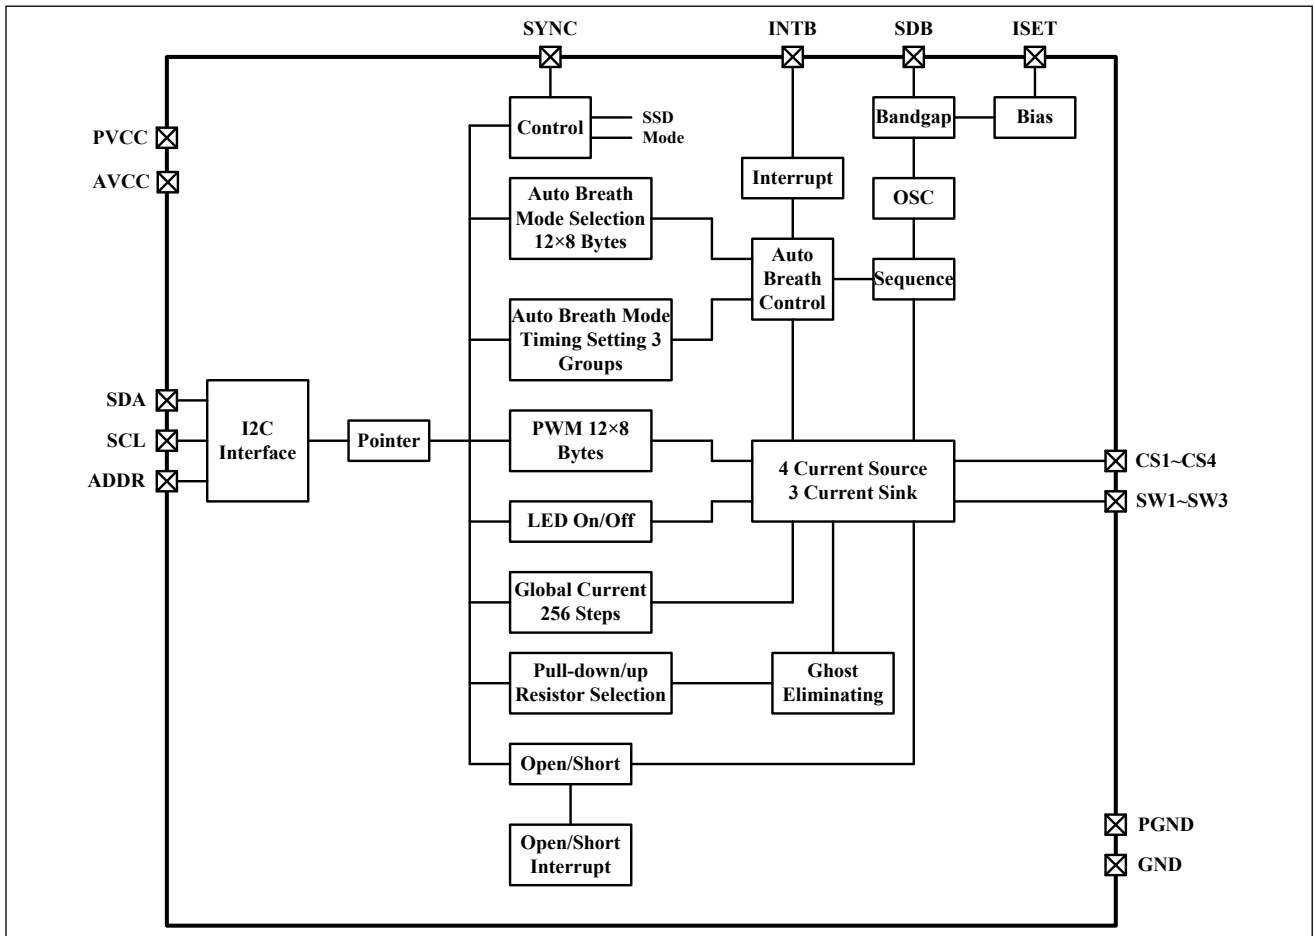 SYNC
INTB
SDB
ISET
PVCC
AVCC
Control
SSD
Mode
Bandgap
Bias
Interrupt
OSC
Auto Breath
Mode Selection
12×8 Bytes
Auto
Breath
Control
Sequence
Auto Breath Mode
Timing Setting 3
Groups
SDA
SCL
ADDR
I2C
Interface
Pointer
PWM 12×8
Bytes
4 Current Source
3 Current Sink
CS1~CS4
SW1~SW3
LED On/Off
Global Current
256 Steps
Pull-down/up
Resistor Selection
Ghost
Eliminating
Open/Short
Open/Short
Interrupt
PGND
GND